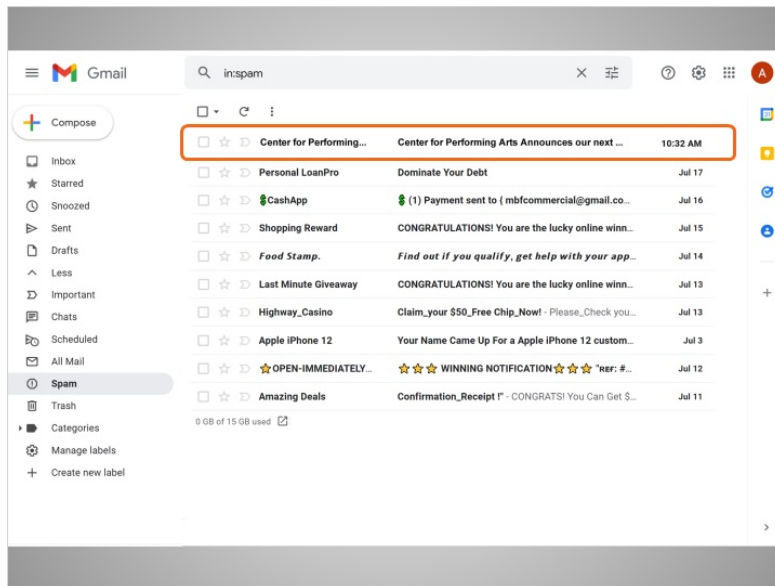 Gmail
in:spam
A
Compose
Inbox
Starred
Snoozed
Sent
Drafts
Less
Important
Chats
Scheduled
All Mail
Spam
Trash
Categories
Manage labels
Create new label
Center for Performing... Center for Performing Arts Announces our next ... 10:32 AM
Personal LoanPro Dominate Your Debt Jul 17
💲CashApp 💲 (1) Payment sent to ( mbfcommercial@gmail.co... Jul 16
Shopping Reward CONGRATULATIONS! You are the lucky online winn... Jul 15
Food Stamp. Find out if you qualify, get help with your app... Jul 14
Last Minute Giveaway CONGRATULATIONS! You are the lucky online winn... Jul 13
Highway_Casino Claim_your $50_Free Chip_Now! - Please_Check you... Jul 13
Apple iPhone 12 Your Name Came Up For a Apple iPhone 12 custom... Jul 3
⭐OPEN-IMMEDIATELY... ⭐ ⭐ ⭐ WINNING NOTIFICATION⭐ ⭐ ⭐ "REF: #... Jul 12
Amazing Deals Confirmation_Receipt !" - CONGRATS! You Can Get $... Jul 11
0 GB of 15 GB used